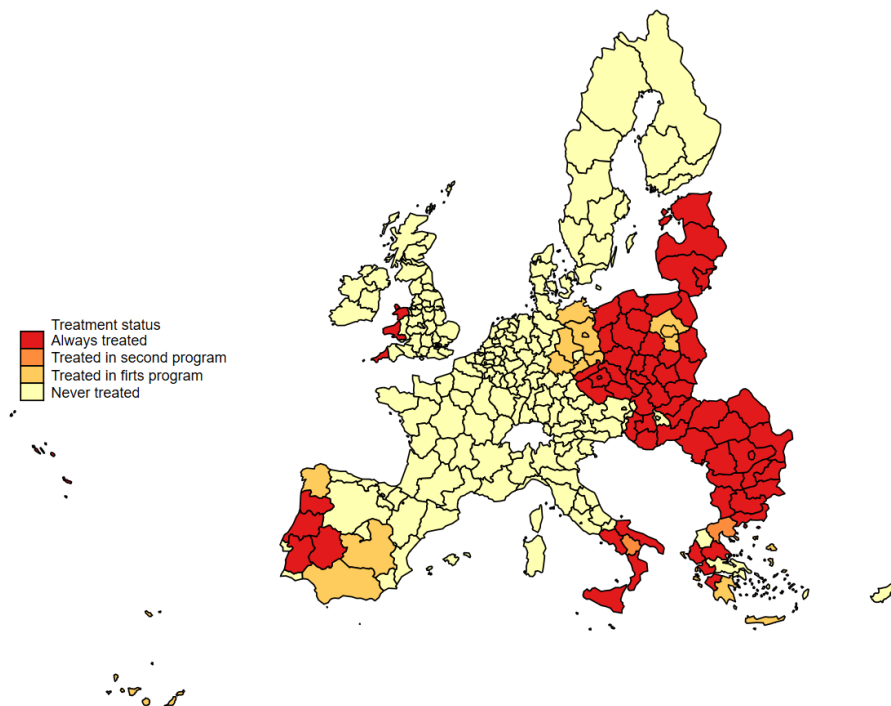 Treatment status
Always treated
Treated in second program
Treated in firts program
Never treated